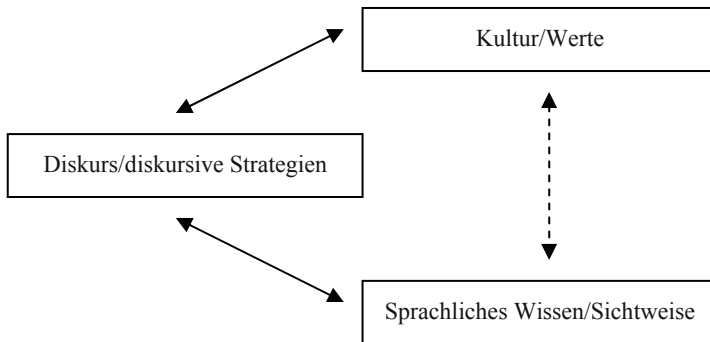 Kultur/Werte
Diskurs/diskursive Strategien
Sprachliches Wissen/Sichtweise